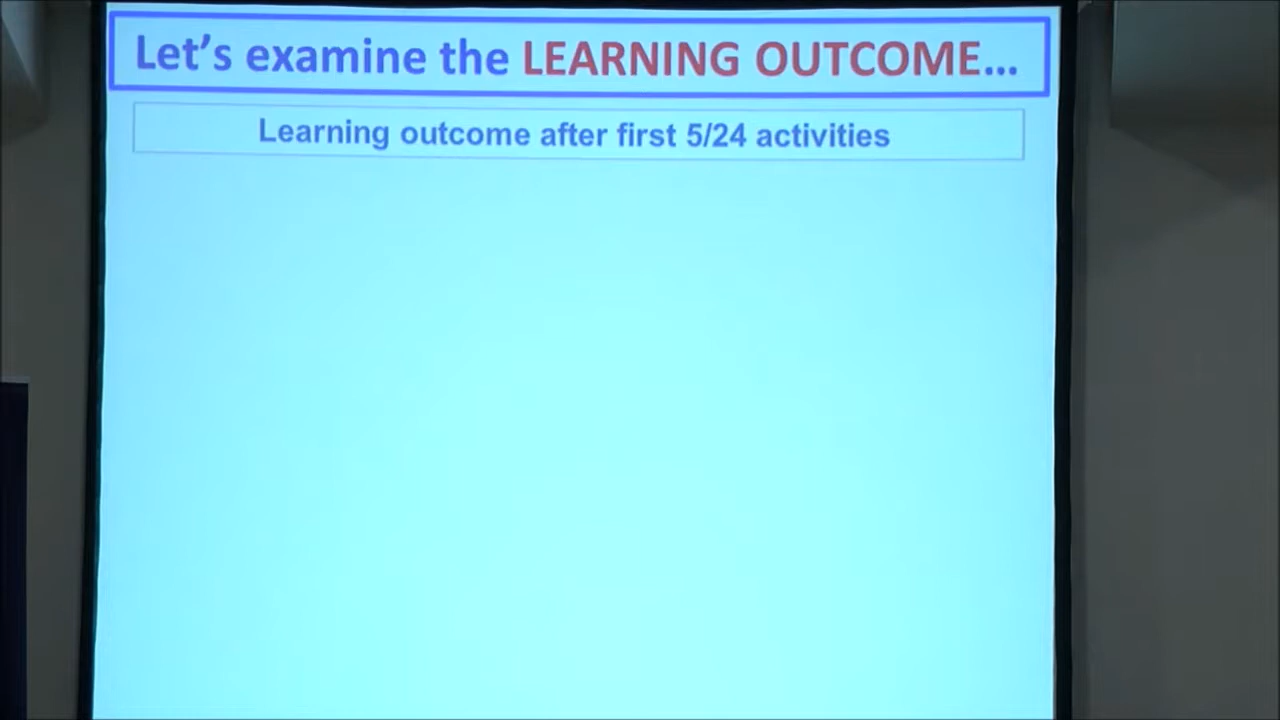 Let’s examine the LEARNING OUTCOME...
Learning outcome after first 5/24 activities